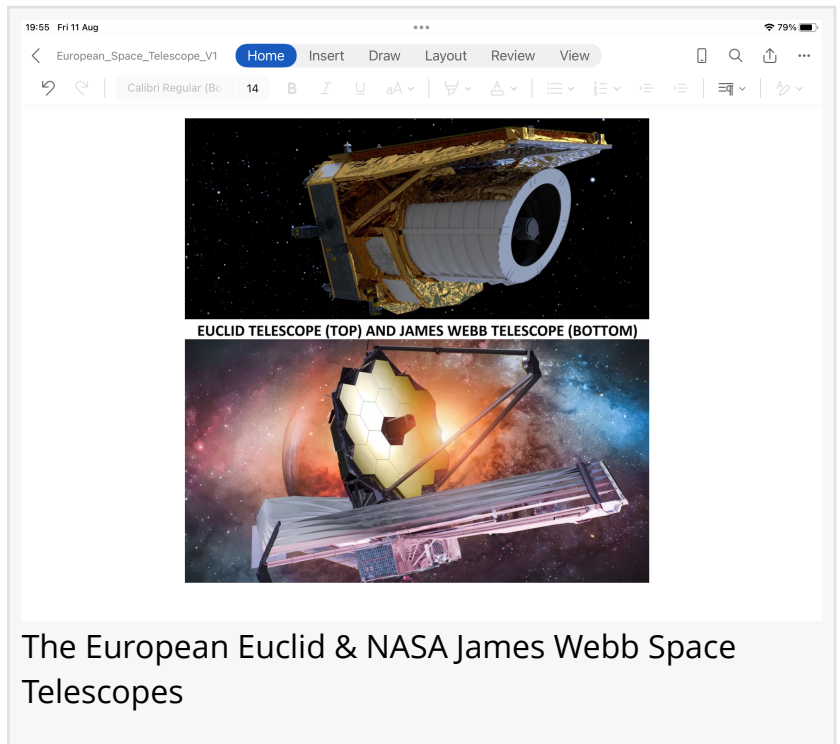 19:55 Fri 11 Aug
79%
European_Space_Telescope_V1 Home Insert Draw Layout Review View
Calibri Regular (Bo 14 B I U aA A
EUCLID TELESCOPE (TOP) AND JAMES WEBB TELESCOPE (BOTTOM)
The European Euclid & NASA James Webb Space
Telescopes